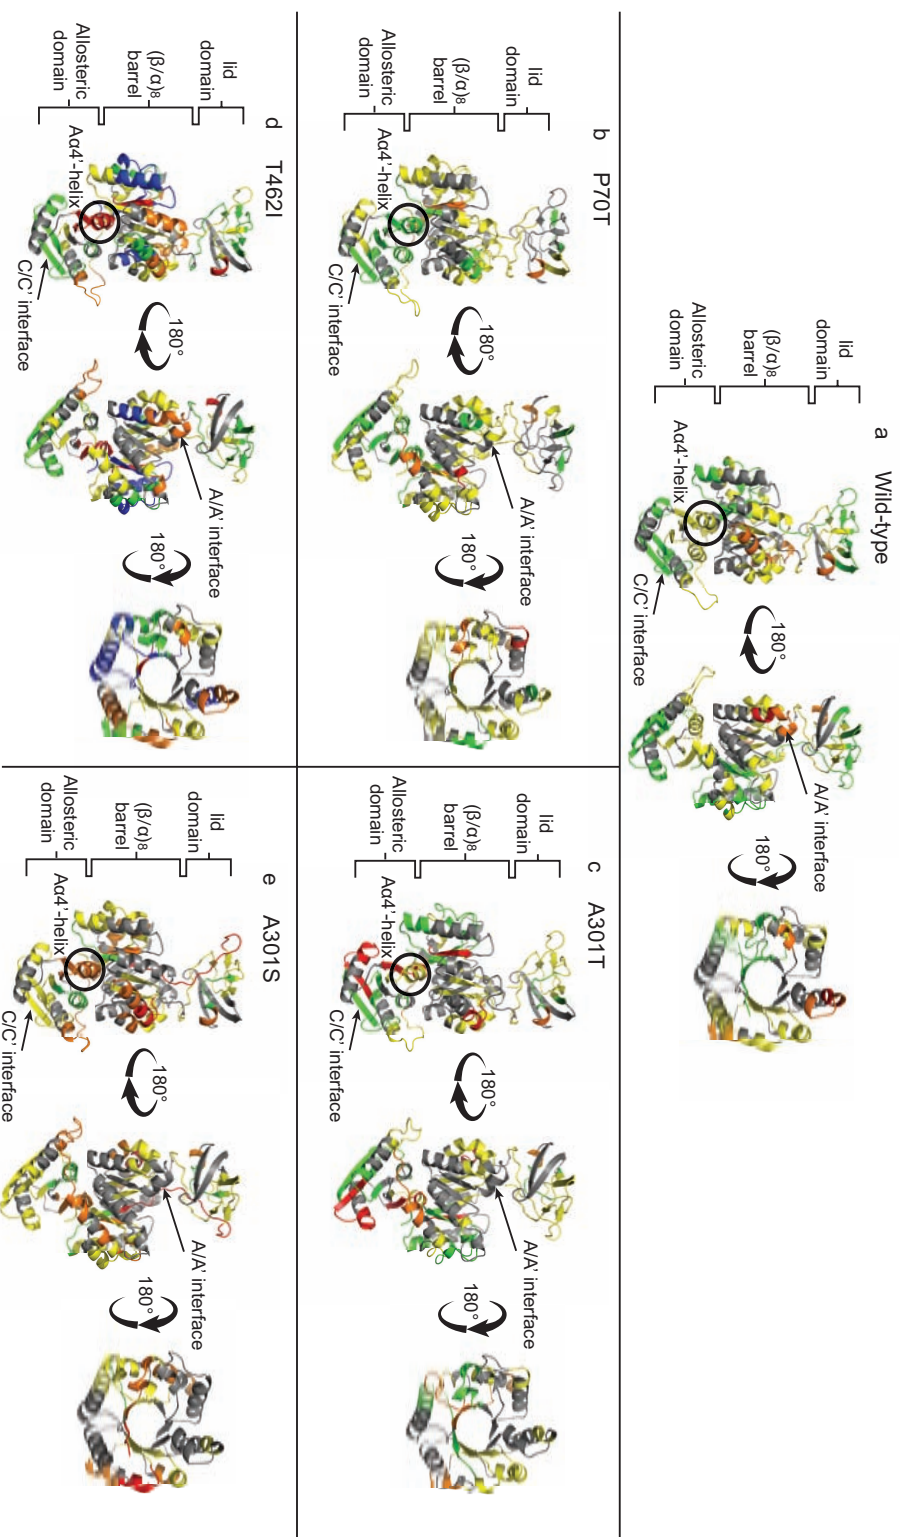 a Wild-type
lid
domain
(β/α)8
barrel
Allosteric
domain
Aα4'-helix
C/C' interface
180°
A/A' interface
180°
b P70T
lid
domain
(β/α)8
barrel
Allosteric
domain
Aα4'-helix
C/C' interface
180°
A/A' interface
180°
c A301T
lid
domain
(β/α)8
barrel
Allosteric
domain
Aα4'-helix
C/C' interface
180°
A/A' interface
180°
d T462I
lid
domain
(β/α)8
barrel
Allosteric
domain
Aα4'-helix
C/C' interface
180°
A/A' interface
180°
e A301S
lid
domain
(β/α)8
barrel
Allosteric
domain
Aα4'-helix
C/C' interface
180°
A/A' interface
180°